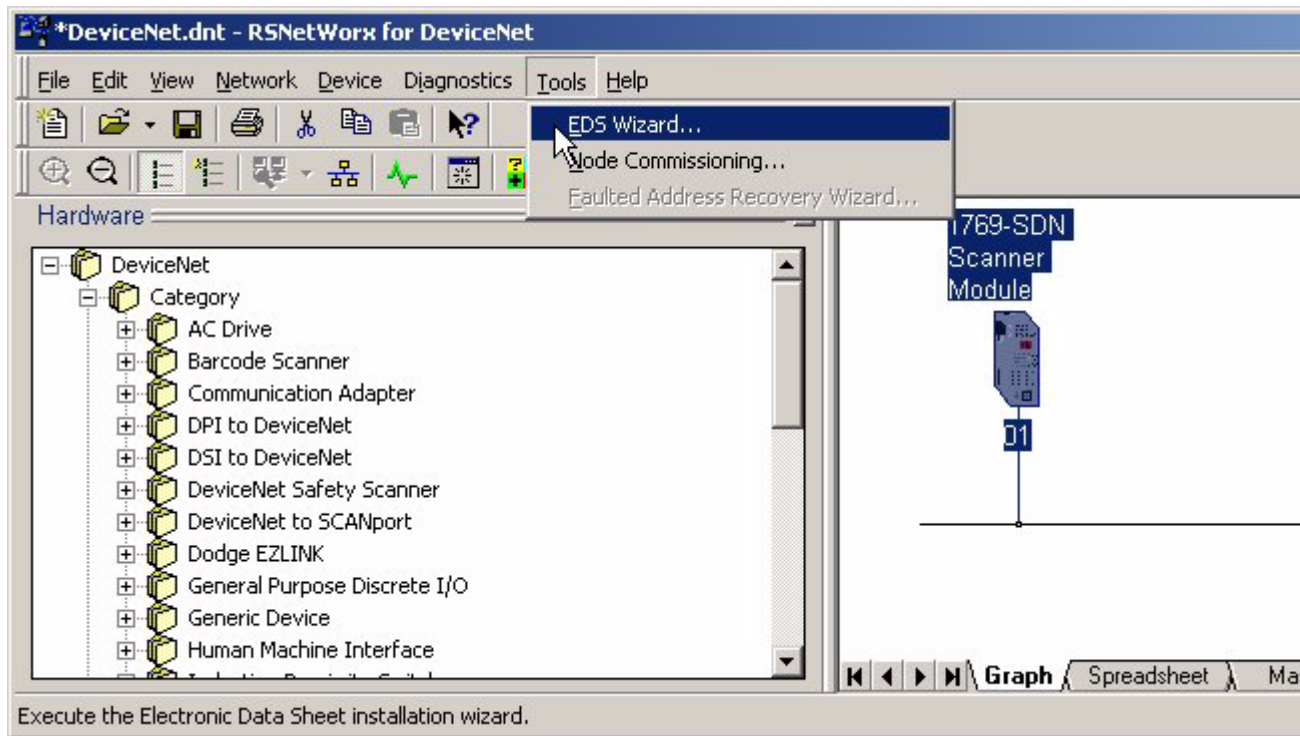 *DeviceNet.dnt - RSNetWorx for DeviceNet
File Edit View Network Device Diagnostics Tools Help
EDS Wizard...
Node Commissioning...
Faulted Address Recovery Wizard...
Hardware
DeviceNet
Category
AC Drive
Barcode Scanner
Communication Adapter
DPI to DeviceNet
DSI to DeviceNet
DeviceNet Safety Scanner
DeviceNet to SCANport
Dodge EZLINK
General Purpose Discrete I/O
Generic Device
Human Machine Interface
1769-SDN
Scanner
Module
01
Graph Spreadsheet Ma
Execute the Electronic Data Sheet installation wizard.